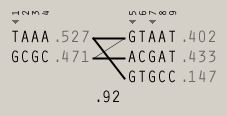 1 2 3 4 5 6 7 8 9
TAAA .527 GTAAT .402
GCGC .471 ACGAT .433
GTGCC .147
.92